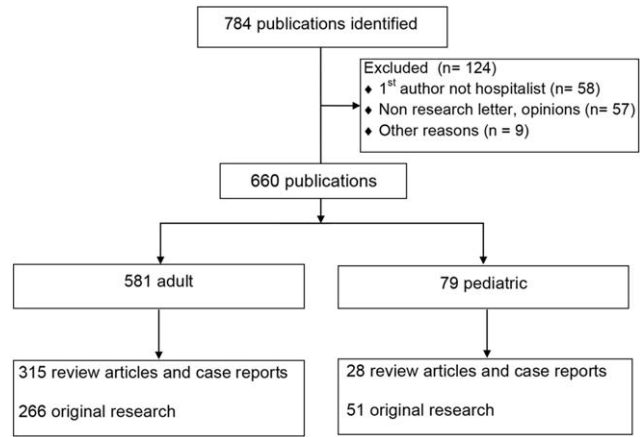 784 publications identified
Excluded (n= 124)
♦ 1st author not hospitalist (n= 58)
♦ Non research letter, opinions (n= 57)
♦ Other reasons (n = 9)
660 publications
581 adult
79 pediatric
315 review articles and case reports
266 original research
28 review articles and case reports
51 original research